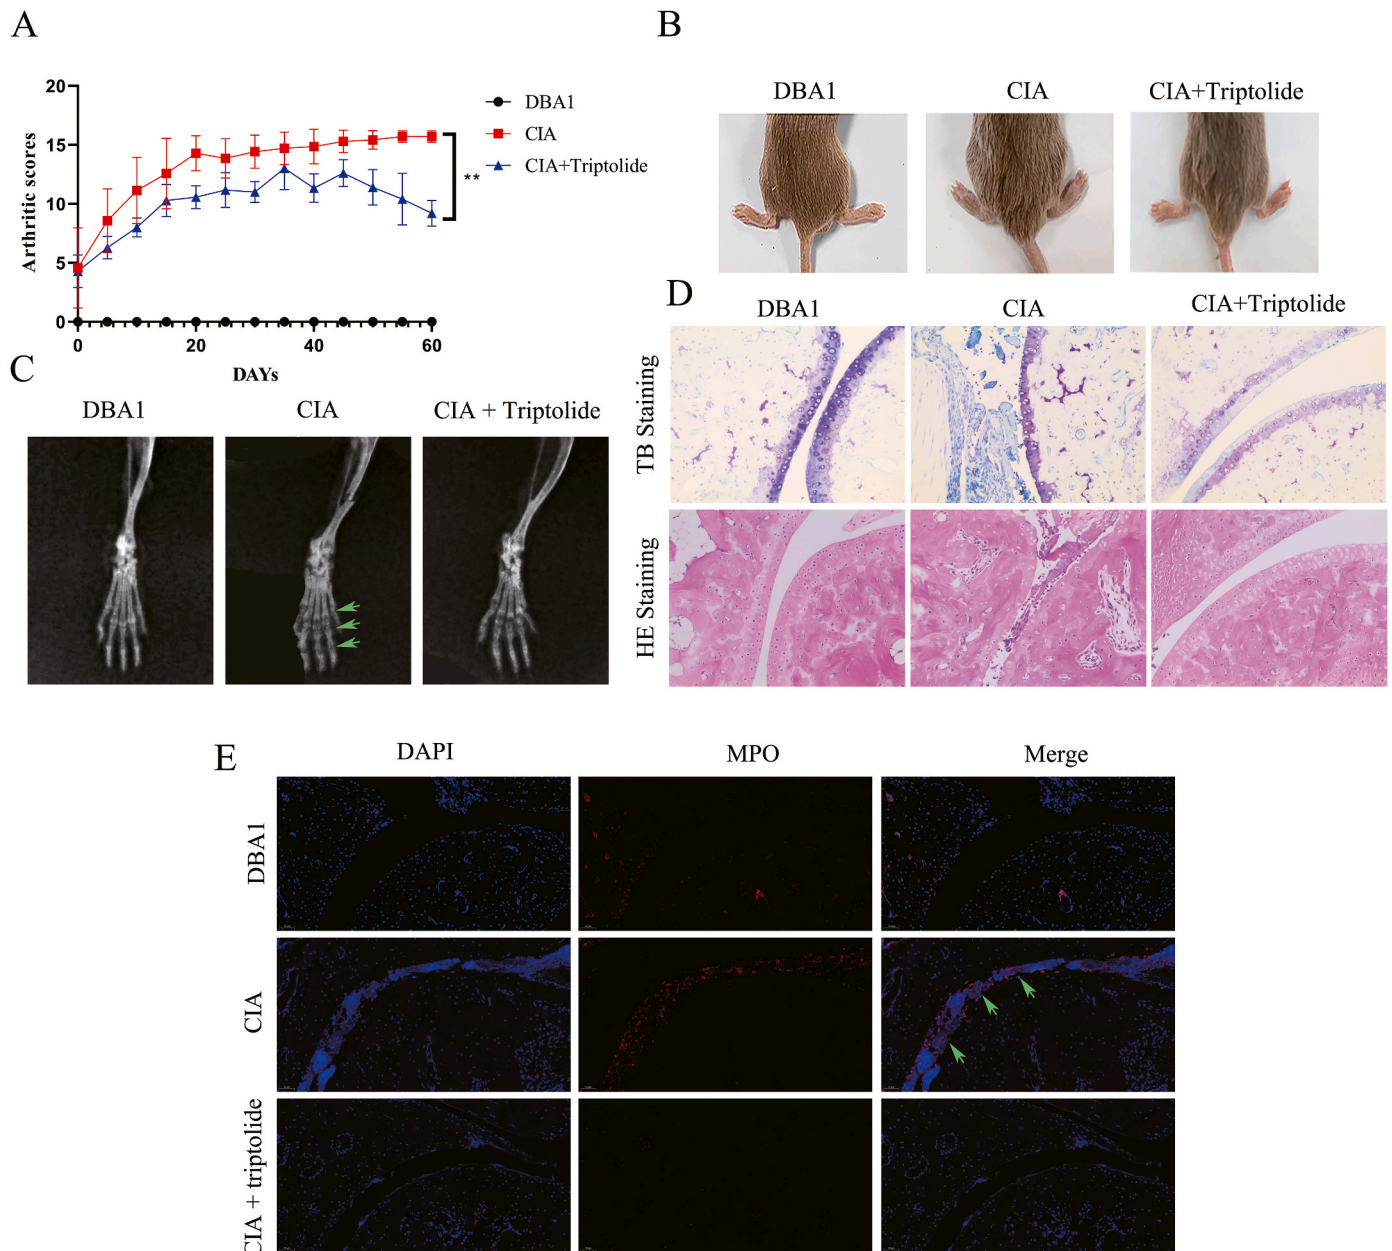 A
20
15
10
5
0
Arthritic scores
0 20 40 60
DAYs
DBA1
CIA
CIA+Triptolide
**
B
DBA1 CIA CIA+Triptolide
C
DBA1 CIA CIA + Triptolide
D
DBA1 CIA CIA+Triptolide
TB Staining
HE Staining
E
DAPI MPO Merge
DBA1
CIA
CIA + triptolide